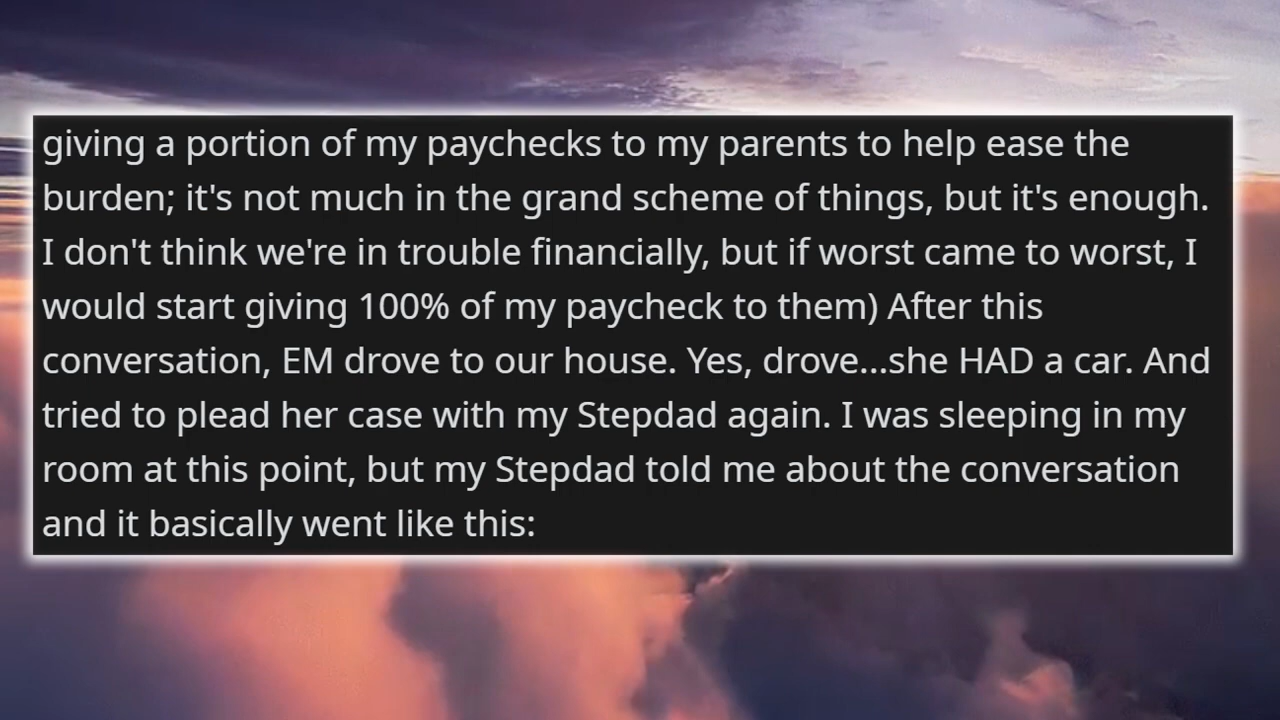 giving a portion of my paychecks to my parents to help ease the
burden; it's not much in the grand scheme of things, but it's enough.
I don't think we're in trouble financially, but if worst came to worst, I
would start giving 100% of my paycheck to them) After this
conversation, EM drove to our house. Yes, drove...she HAD a car. And
tried to plead her case with my Stepdad again. I was sleeping in my
room at this point, but my Stepdad told me about the conversation
and it basically went like this: